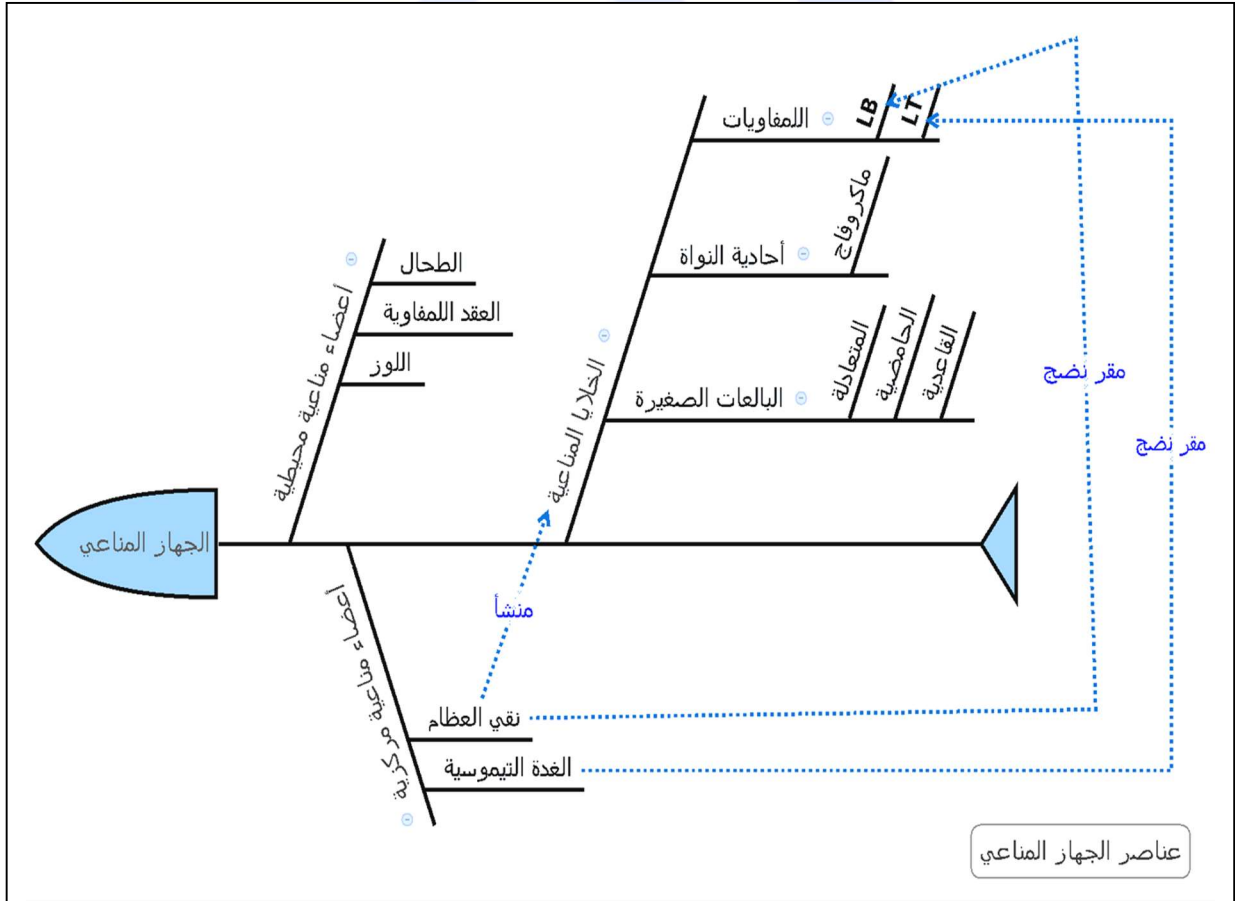 اللمفاويات
LB
LT
أحادية النواة
ماكروفاج
البالعات الصغيرة
المتعادلة
الحامضية
القاعدية
الخلايا المناعية
أعضاء مناعية محيطية
الطحال
العقد اللمفاوية
اللوز
مقر نضج
مقر نضج
الجهاز المناعي
منشأ
أعضاء مناعية مركزية
نقي العظام
الغدة التيموسية
عناصر الجهاز المناعي